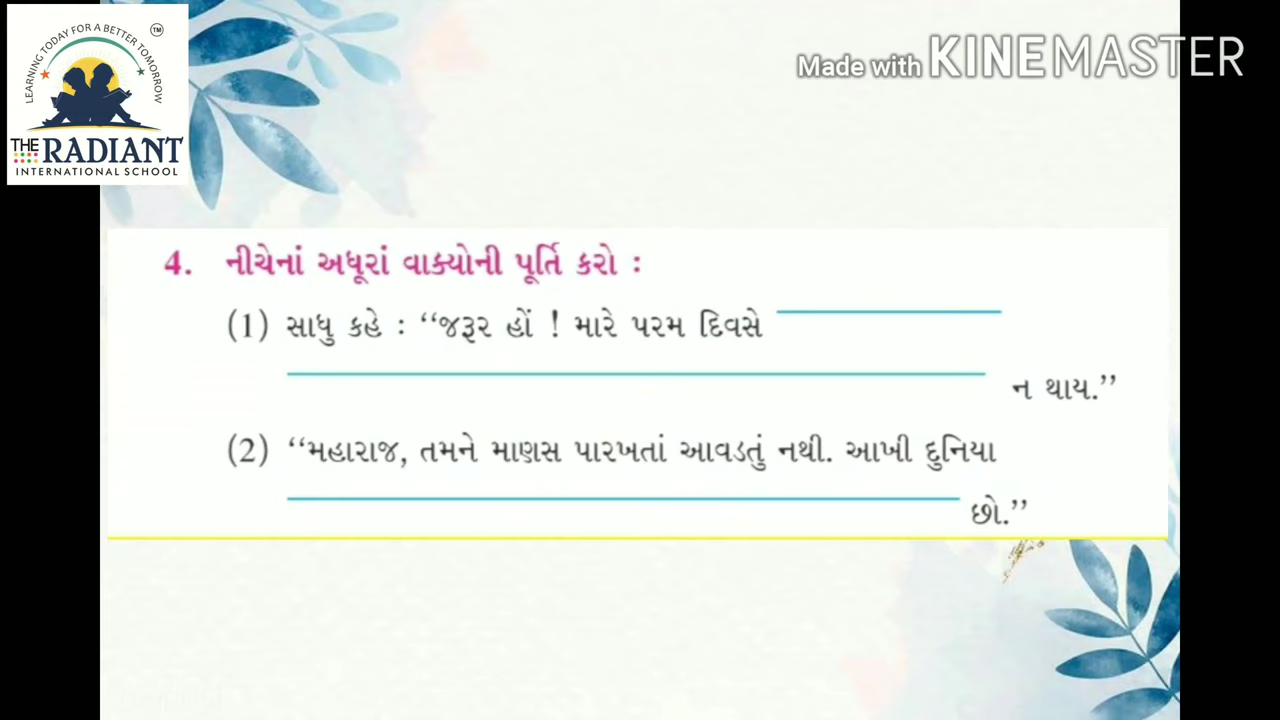 LEARNING TODAY FOR A BETTER TOMORROW
TM
THE RADIANT
INTERNATIONAL SCHOOL
Made with KINEMASTER
4. નીચેનાં અધૂરાં વાક્યોની પૂર્તિ કરો :
(1) સાધુ કહે : “જરૂર હોં ! મારે પરમ દિવસે
ન થાય.”
(2) “મહારાજ, તમને માણસ પારખતાં આવડતું નથી. આખી દુનિયા
છો.”